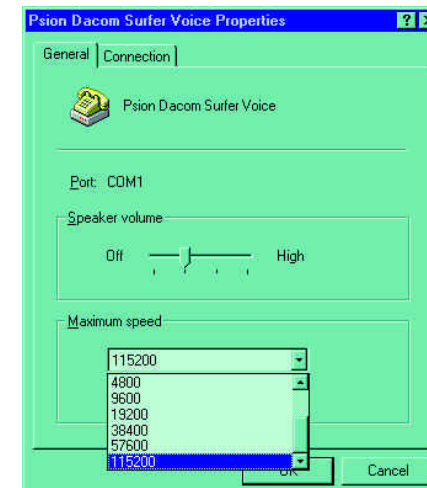 Psion Dacom Surfer Voice Properties
General Connection
Psion Dacom Surfer Voice
Port: COM1
Speaker volume
Off High
Maximum speed
115200
4800
9600
19200
38400
57600
115200
OK Cancel